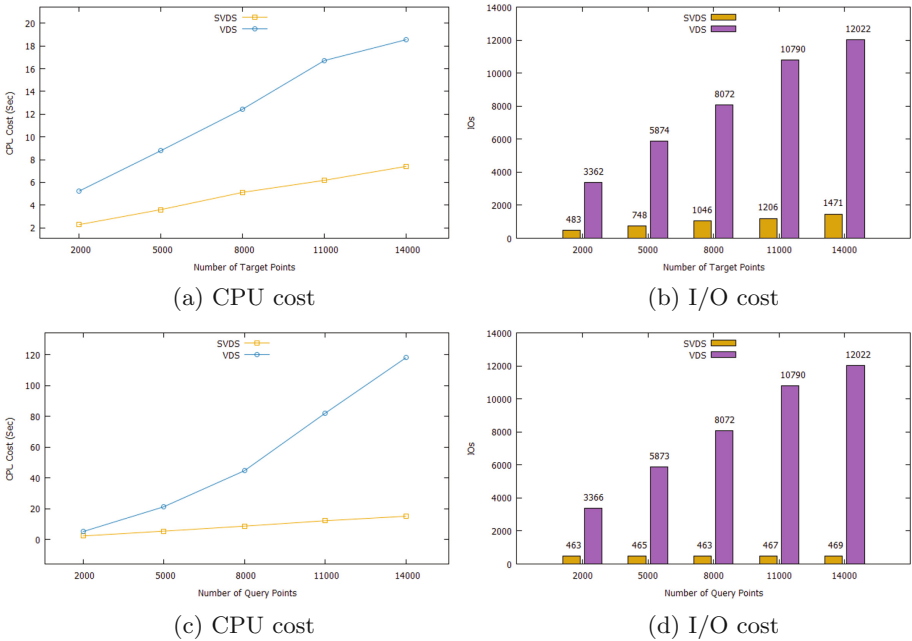 SVDS
VDS
20
18
16
14
12
10
8
6
4
2
CPU Cost (Sec)
2000 5000 8000 11000 14000
Number of Target Points
(a) CPU cost
SVDS
VDS
14000
12000
10000
8000
6000
4000
2000
0
IOs
483 3362 748 5874 1046 8072 1206 10790 1471 12022
2000 5000 8000 11000 14000
Number of Target Points
(b) I/O cost
SVDS
VDS
120
100
80
60
40
20
0
CPU Cost (Sec)
2000 5000 8000 11000 14000
Number of Query Points
(c) CPU cost
SVDS
VDS
14000
12000
10000
8000
6000
4000
2000
0
IOs
463 3366 465 5873 463 8072 467 10790 469 12022
2000 5000 8000 11000 14000
Number of Query Points
(d) I/O cost